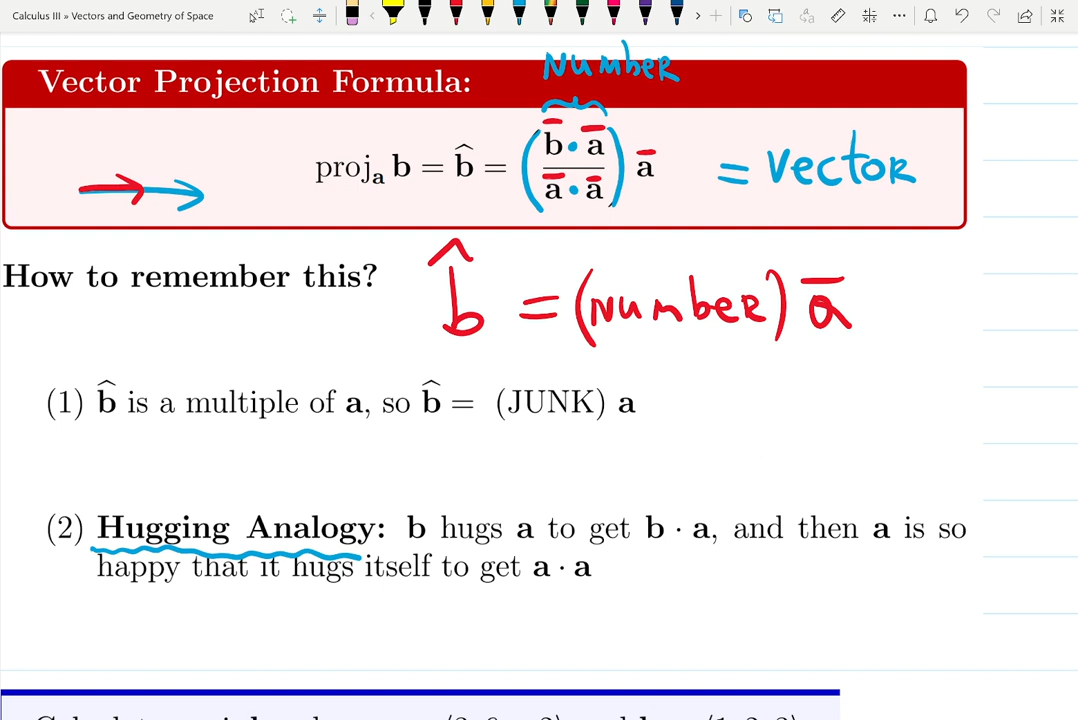 Calculus III » Vectors and Geometry of Space
Number
Vector Projection Formula:
proj_a b = b̂ = (b · a / a · a) a = vector
How to remember this?
b̂ = (Number) a̅
(1) b̂ is a multiple of a, so b̂ = (JUNK) a
(2) Hugging Analogy: b hugs a to get b · a, and then a is so
happy that it hugs itself to get a · a